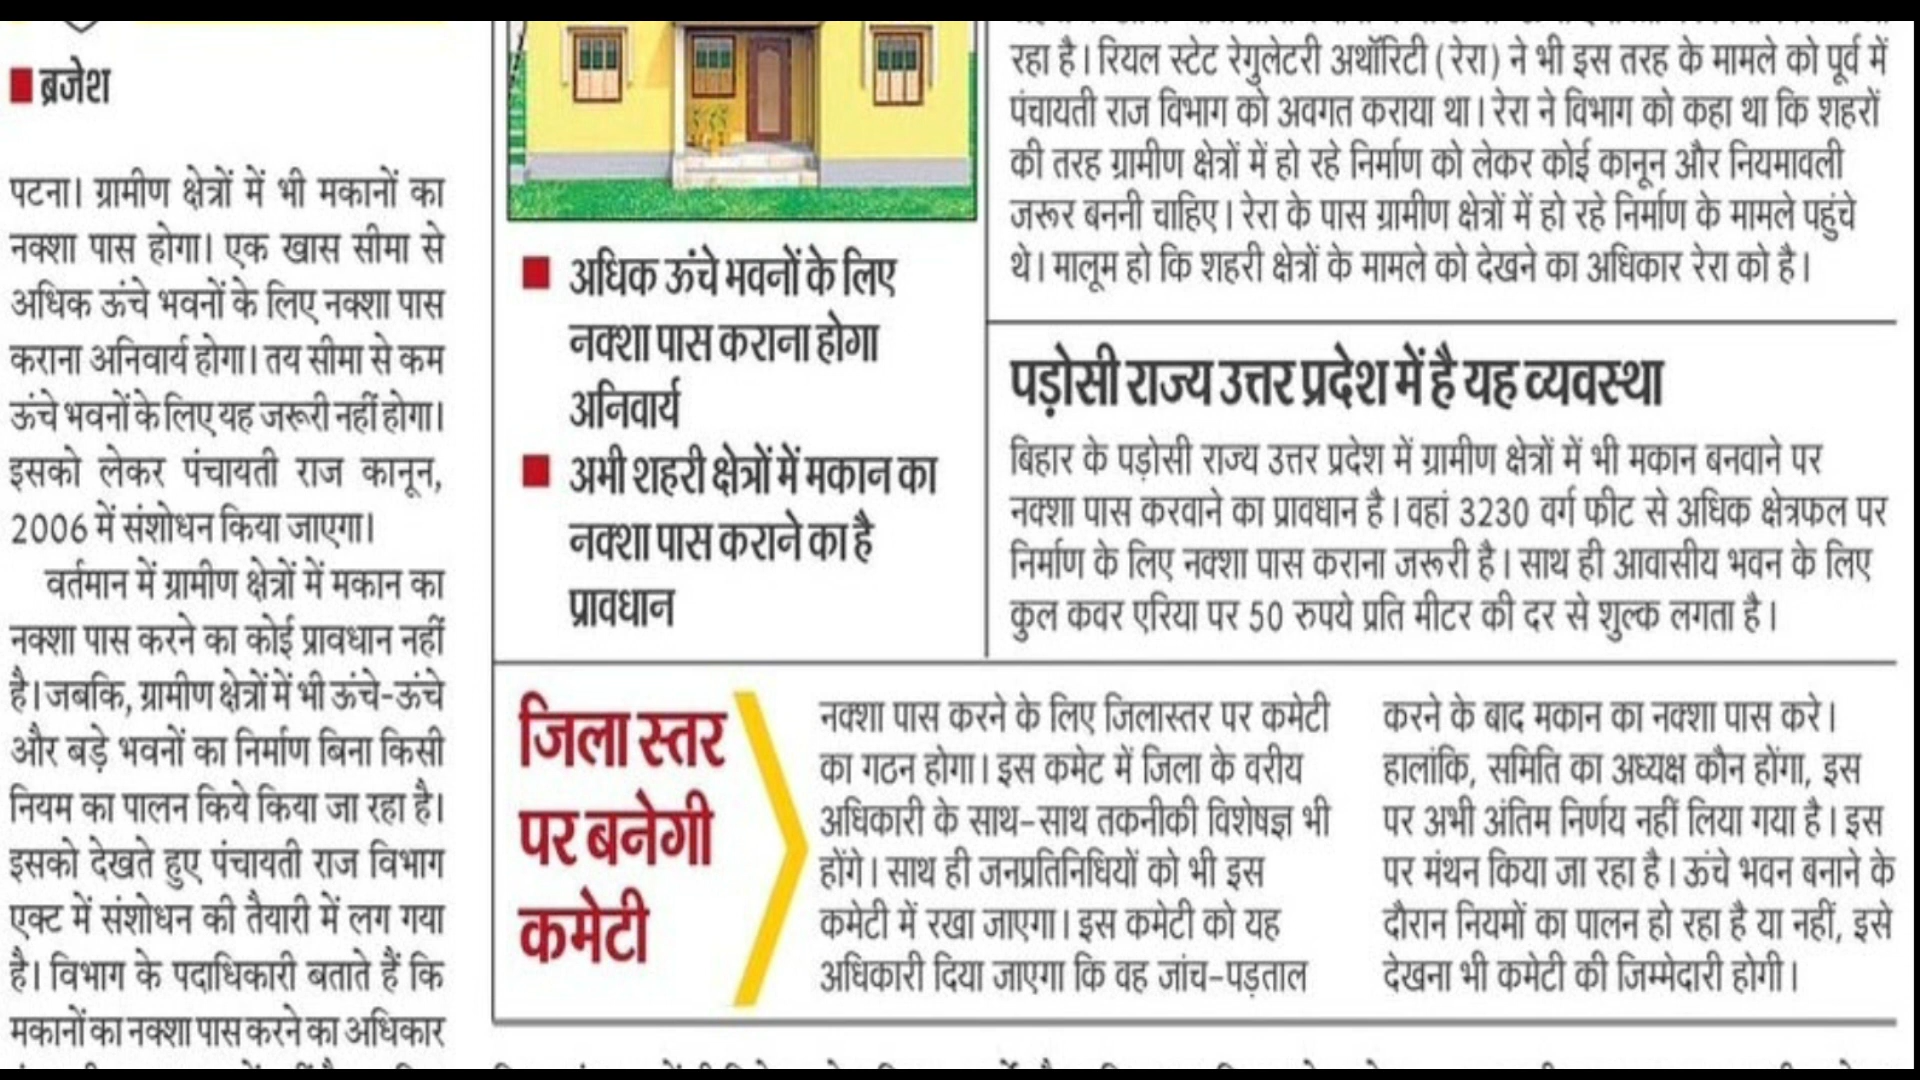 ब्रजेश
पटना। ग्रामीण क्षेत्रों में भी मकानों का
नक्शा पास होगा। एक खास सीमा से
अधिक ऊंचे भवनों के लिए नक्शा पास
कराना अनिवार्य होगा। तय सीमा से कम
ऊंचे भवनों के लिए यह जरूरी नहीं होगा।
इसको लेकर पंचायती राज कानून,
2006 में संशोधन किया जाएगा।
वर्तमान में ग्रामीण क्षेत्रों में मकान का
नक्शा पास करने का कोई प्रावधान नहीं
है। जबकि, ग्रामीण क्षेत्रों में भी ऊंचे-ऊंचे
और बड़े भवनों का निर्माण बिना किसी
नियम का पालन किये किया जा रहा है।
इसको देखते हुए पंचायती राज विभाग
एक्ट में संशोधन की तैयारी में लग गया
है। विभाग के पदाधिकारी बताते हैं कि
मकानों का नक्शा पास करने का अधिकार
अधिक ऊंचे भवनों के लिए
नक्शा पास कराना होगा
अनिवार्य
अभी शहरी क्षेत्रों में मकान का
नक्शा पास कराने का है
प्रावधान
रहा है। रियल स्टेट रेगुलेटरी अथॉरिटी (रेरा) ने भी इस तरह के मामले को पूर्व में
पंचायती राज विभाग को अवगत कराया था। रेरा ने विभाग को कहा था कि शहरों
की तरह ग्रामीण क्षेत्रों में हो रहे निर्माण को लेकर कोई कानून और नियमावली
जरूर बननी चाहिए। रेरा के पास ग्रामीण क्षेत्रों में हो रहे निर्माण के मामले पहुंचे
थे। मालूम हो कि शहरी क्षेत्रों के मामले को देखने का अधिकार रेरा को है।
पड़ोसी राज्य उत्तर प्रदेश में है यह व्यवस्था
बिहार के पड़ोसी राज्य उत्तर प्रदेश में ग्रामीण क्षेत्रों में भी मकान बनवाने पर
नक्शा पास करवाने का प्रावधान है। वहां 3230 वर्ग फीट से अधिक क्षेत्रफल पर
निर्माण के लिए नक्शा पास कराना जरूरी है। साथ ही आवासीय भवन के लिए
कुल कवर एरिया पर 50 रुपये प्रति मीटर की दर से शुल्क लगता है।
जिला स्तर
पर बनेगी
कमेटी
नक्शा पास करने के लिए जिलास्तर पर कमेटी
का गठन होगा। इस कमेट में जिला के वरीय
अधिकारी के साथ-साथ तकनीकी विशेषज्ञ भी
होंगे। साथ ही जनप्रतिनिधियों को भी इस
कमेटी में रखा जाएगा। इस कमेटी को यह
अधिकारी दिया जाएगा कि वह जांच-पड़ताल
करने के बाद मकान का नक्शा पास करे।
हालांकि, समिति का अध्यक्ष कौन होंगा, इस
पर अभी अंतिम निर्णय नहीं लिया गया है। इस
पर मंथन किया जा रहा है। ऊंचे भवन बनाने के
दौरान नियमों का पालन हो रहा है या नहीं, इसे
देखना भी कमेटी की जिम्मेदारी होगी।